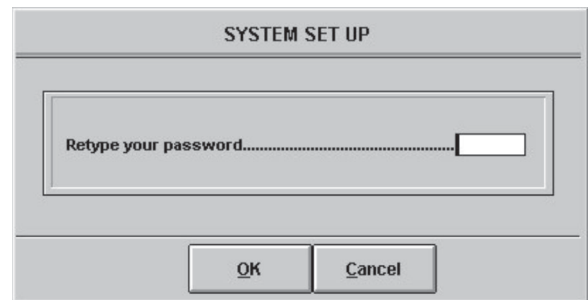 SYSTEM SET UP
Retype your password....................................................
OK
Cancel